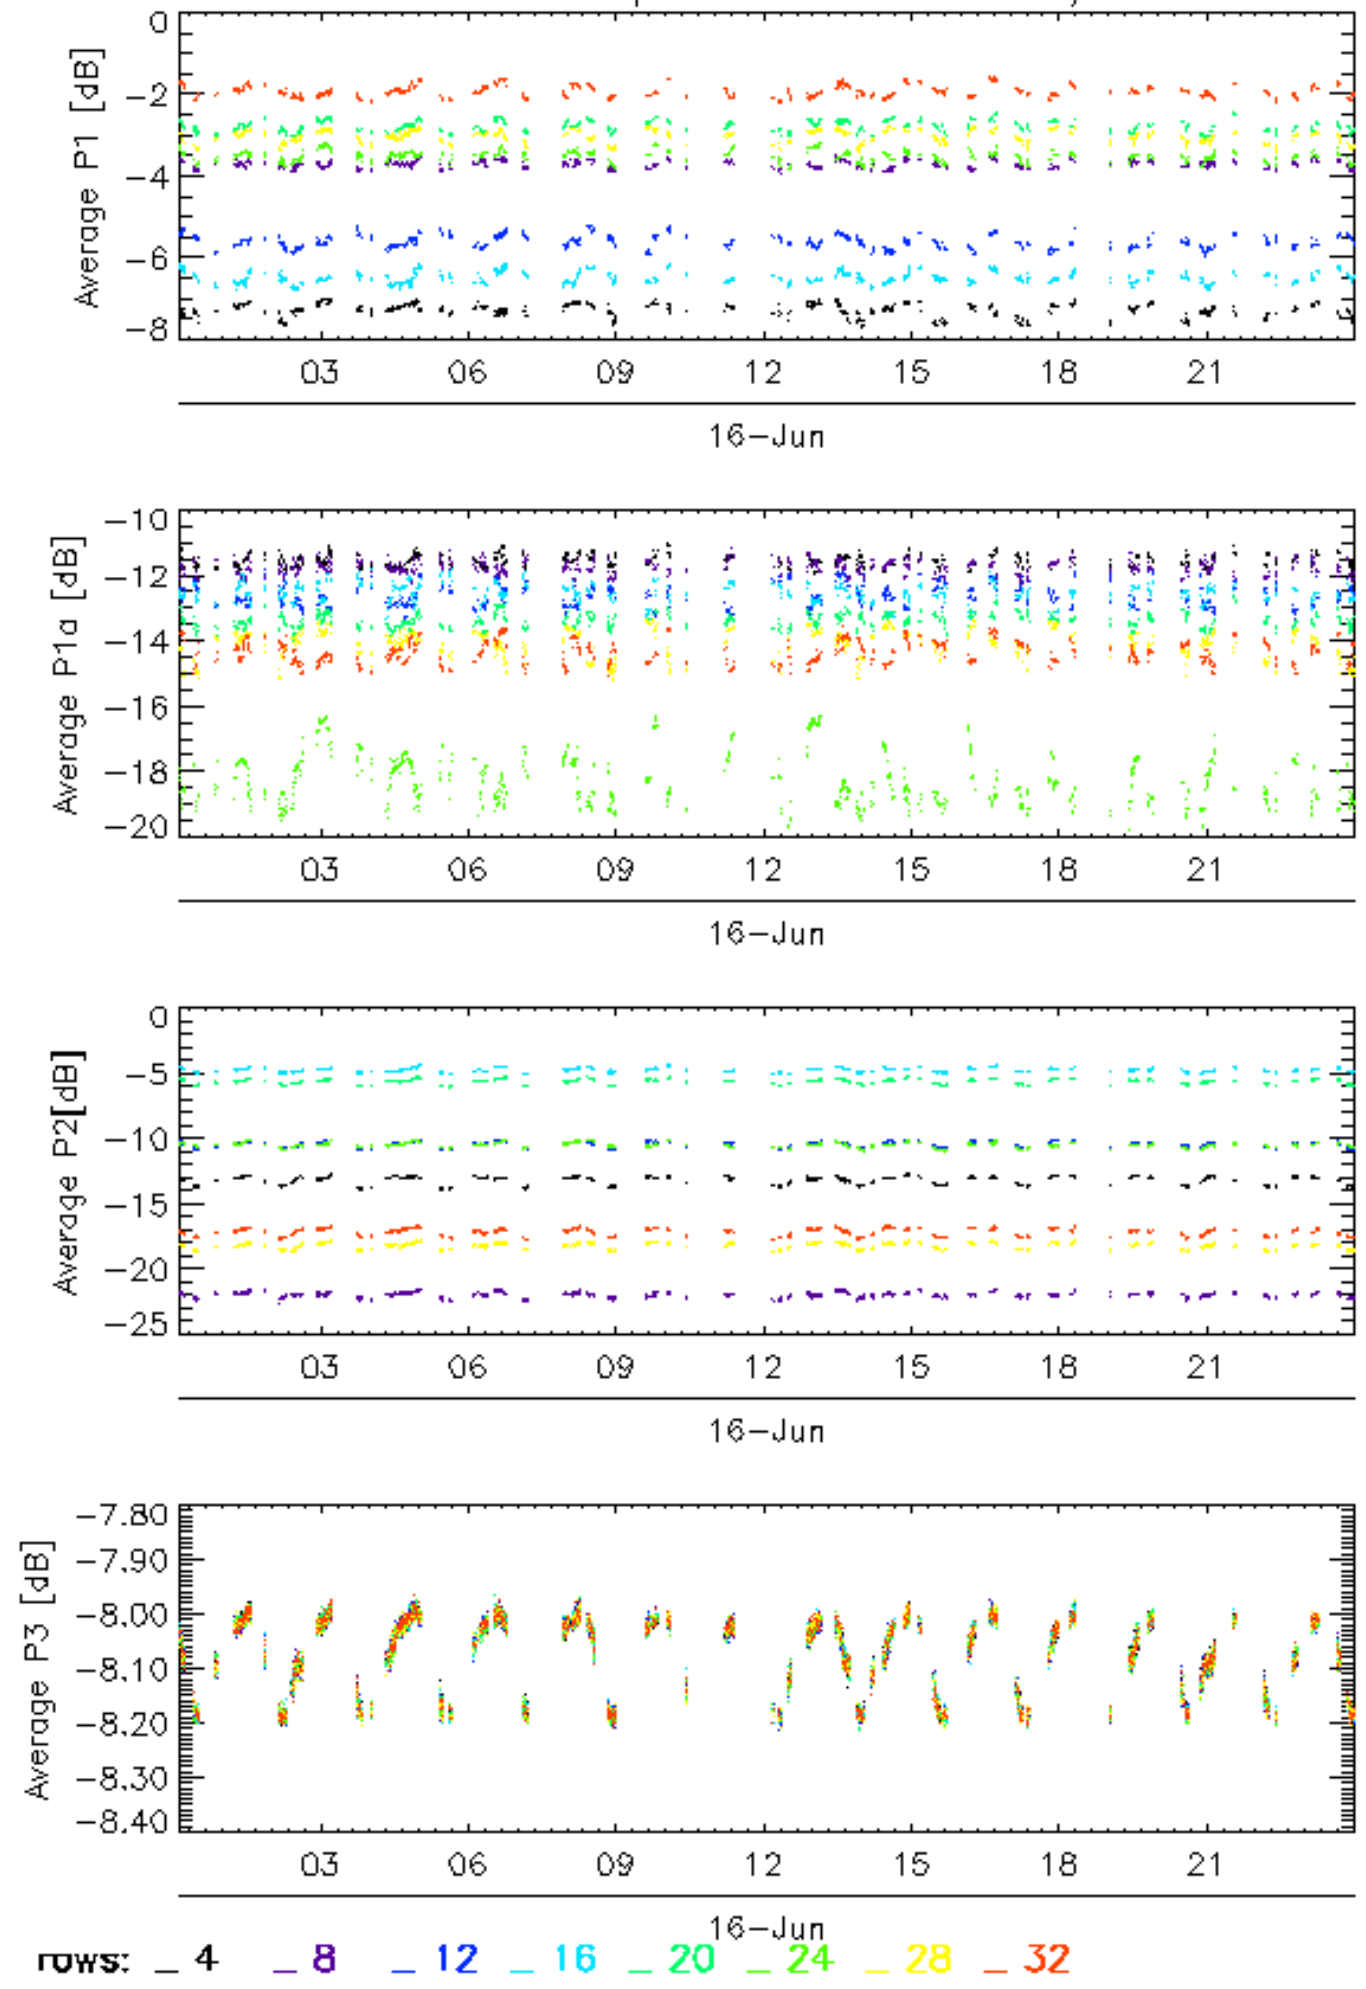 Average P1 [dB]
0
−2
−4
−6
−8
03 06 09 12 15 18 21
16−Jun
Average P1a [dB]
−10
−12
−14
−16
−18
−20
03 06 09 12 15 18 21
16−Jun
Average P2[dB]
0
−5
−10
−15
−20
−25
03 06 09 12 15 18 21
16−Jun
Average P3 [dB]
−7.80
−7.90
−8.00
−8.10
−8.20
−8.30
−8.40
03 06 09 12 15 18 21
16−Jun
rows: _ 4 _ 8 _ 12 _ 16 _ 20 _ 24 _ 28 _ 32